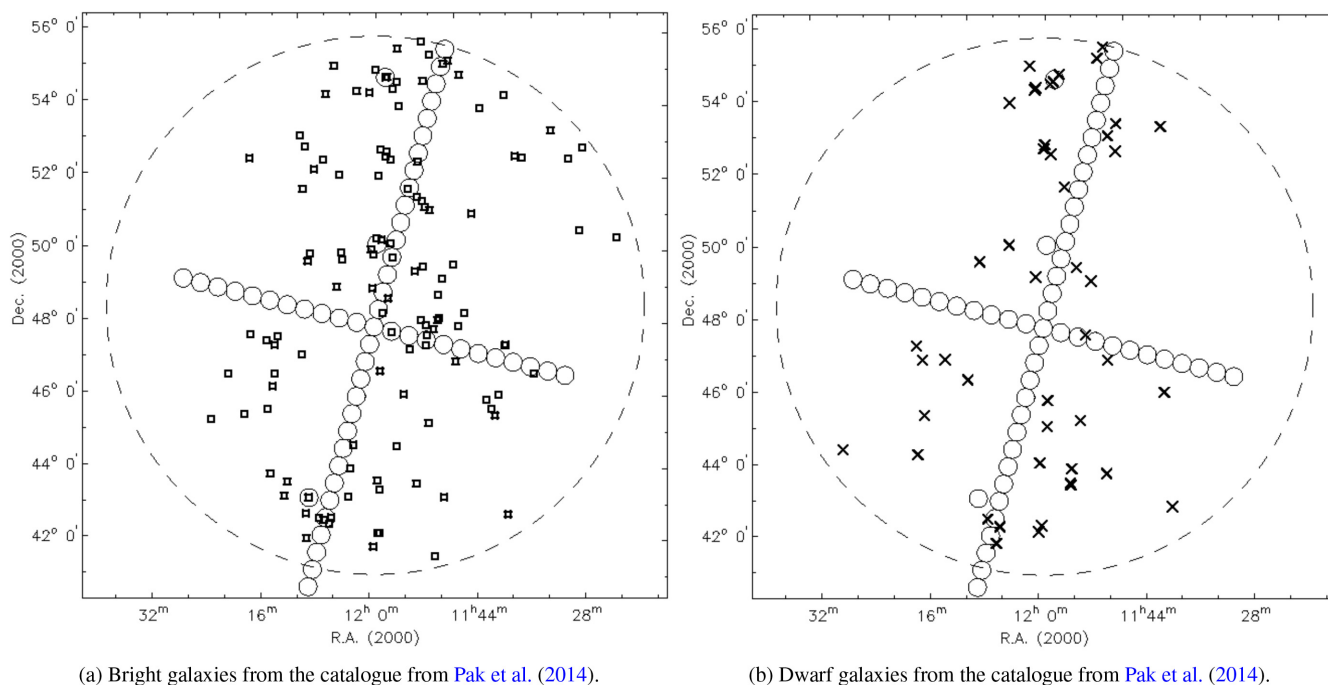 56° 0'
54° 0'
52° 0'
50° 0'
48° 0'
46° 0'
44° 0'
42° 0'
Dec. (2000)
32ᵐ 16ᵐ 12ʰ 0ᵐ 11ʰ44ᵐ 28ᵐ
R.A. (2000)
(a) Bright galaxies from the catalogue from Pak et al. (2014).
56° 0'
54° 0'
52° 0'
50° 0'
48° 0'
46° 0'
44° 0'
42° 0'
Dec. (2000)
32ᵐ 16ᵐ 12ʰ 0ᵐ 11ʰ44ᵐ 28ᵐ
R.A. (2000)
(b) Dwarf galaxies from the catalogue from Pak et al. (2014).